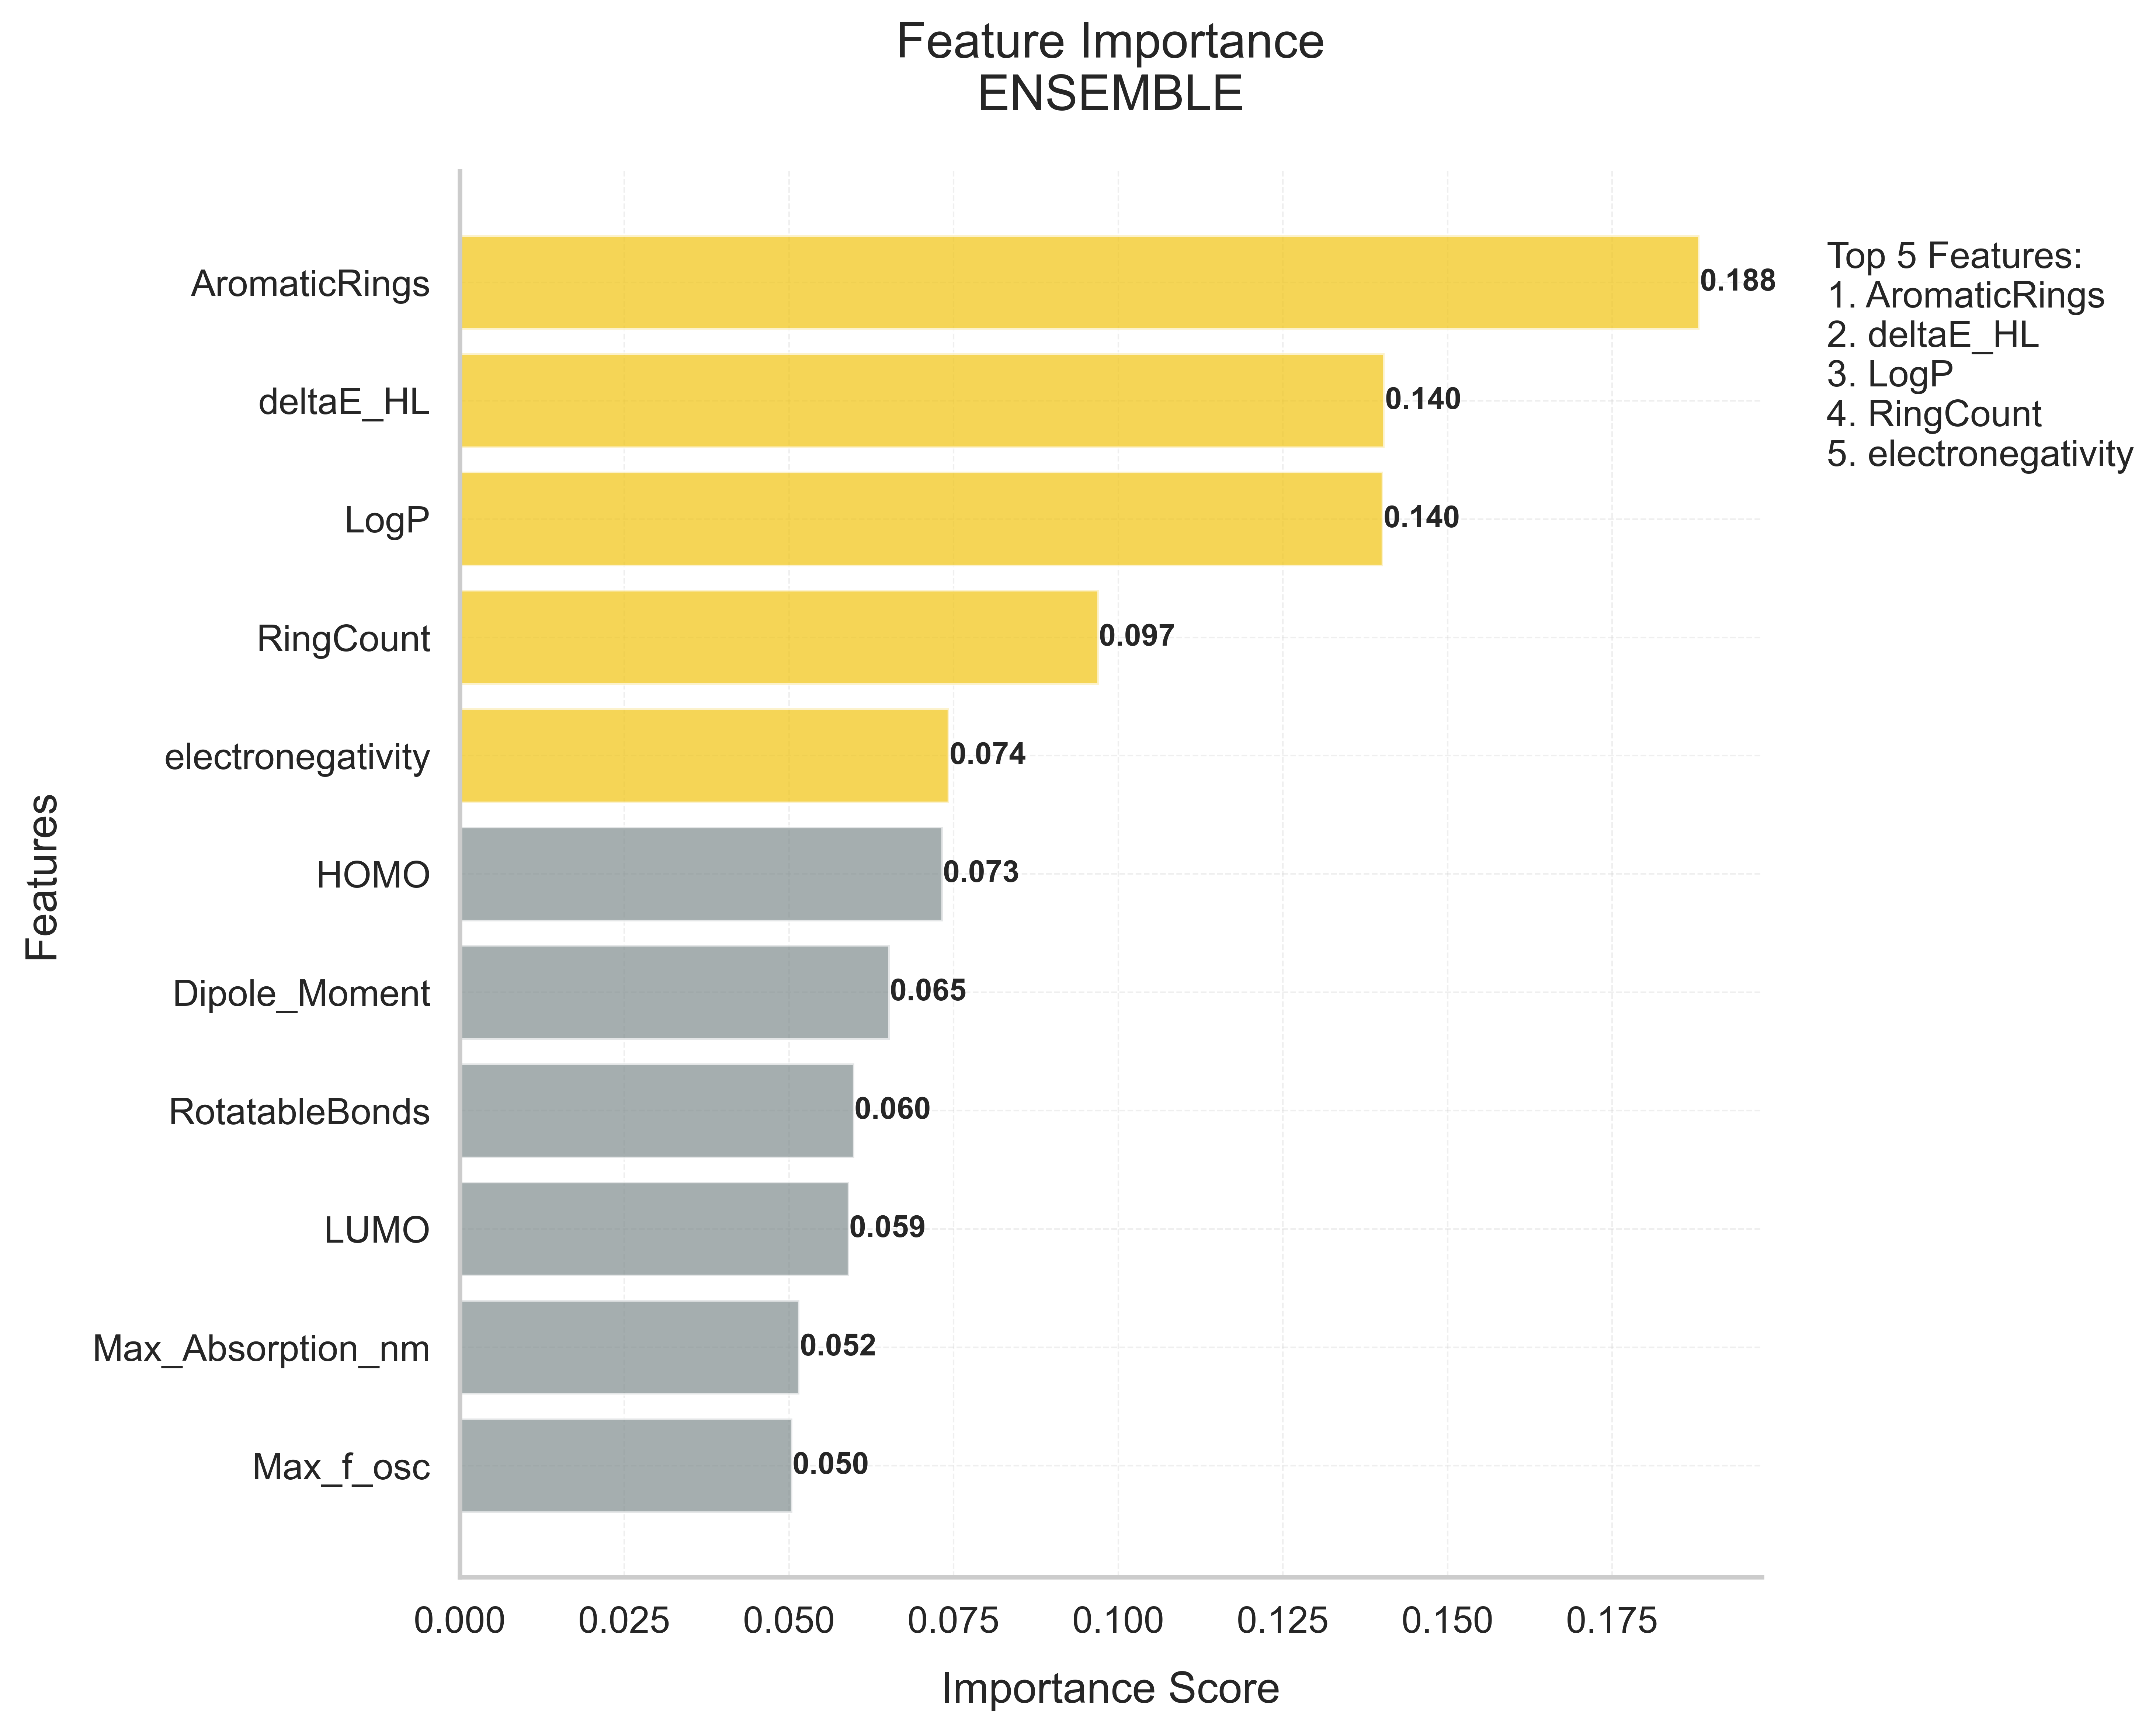 Feature Importance
ENSEMBLE
AromaticRings
0.188
deltaE_HL
0.140
LogP
0.140
RingCount
0.097
electronegativity
0.074
HOMO
0.073
Dipole_Moment
0.065
RotatableBonds
0.060
LUMO
0.059
Max_Absorption_nm
0.052
Max_f_osc
0.050
Features
0.000 0.025 0.050 0.075 0.100 0.125 0.150 0.175
Importance Score
Top 5 Features:
1. AromaticRings
2. deltaE_HL
3. LogP
4. RingCount
5. electronegativity